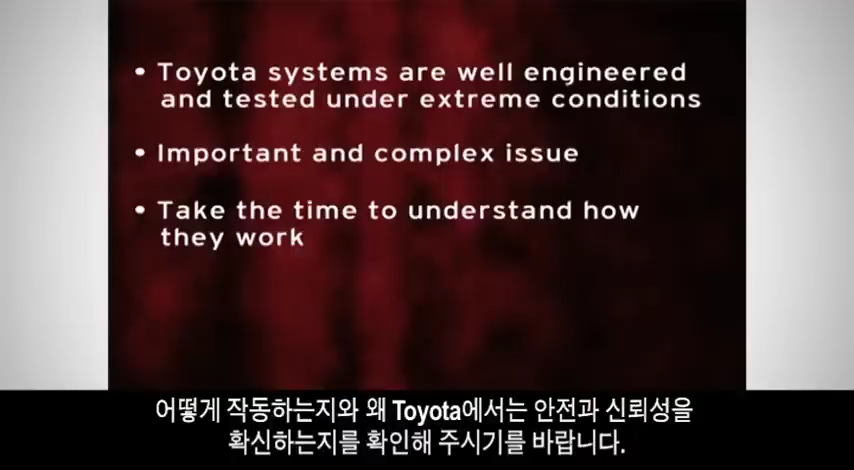 • Toyota systems are well engineered
and tested under extreme conditions
• Important and complex issue
• Take the time to understand how
they work
어떻게 작동하는지와 왜 Toyota에서는 안전과 신뢰성을
확신하는지를 확인해 주시기를 바랍니다.